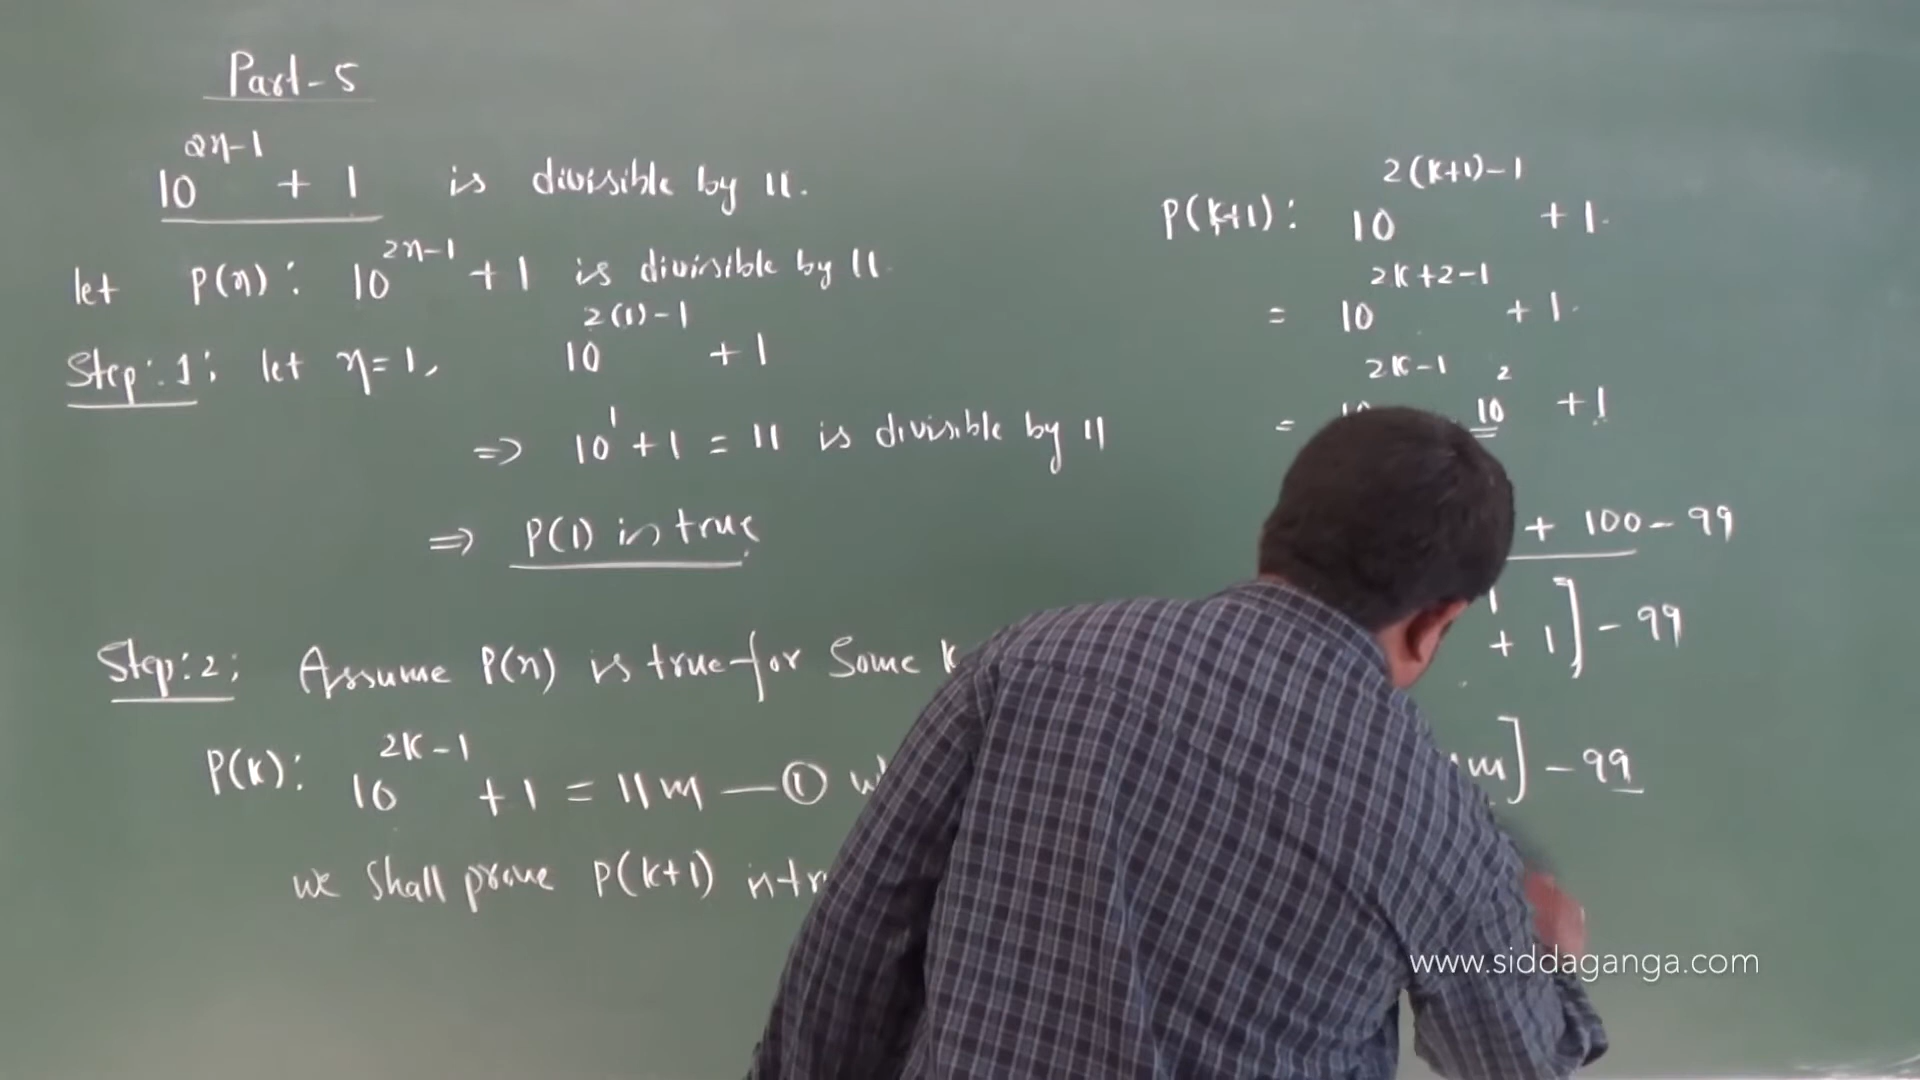 Part-5
10^{2n-1} + 1 is divisible by 11.
let P(n): 10^{2n-1} + 1 is divisible by 11.
Step:1: let n=1, 10^{2(1)-1} + 1
=> 10^1 + 1 = 11 is divisible by 11
=> P(1) is true
Step:2: Assume P(n) is true for some k
P(k): 10^{2k-1} + 1 = 11m — ①
we shall prove P(k+1) is
P(k+1): 10^{2(k+1)-1} + 1.
= 10^{2k+2-1} + 1.
= 10^{2k-1} 10^2 + 1
+ 100 - 99
+ 1] - 99
m] - 99
www.siddaganga.com